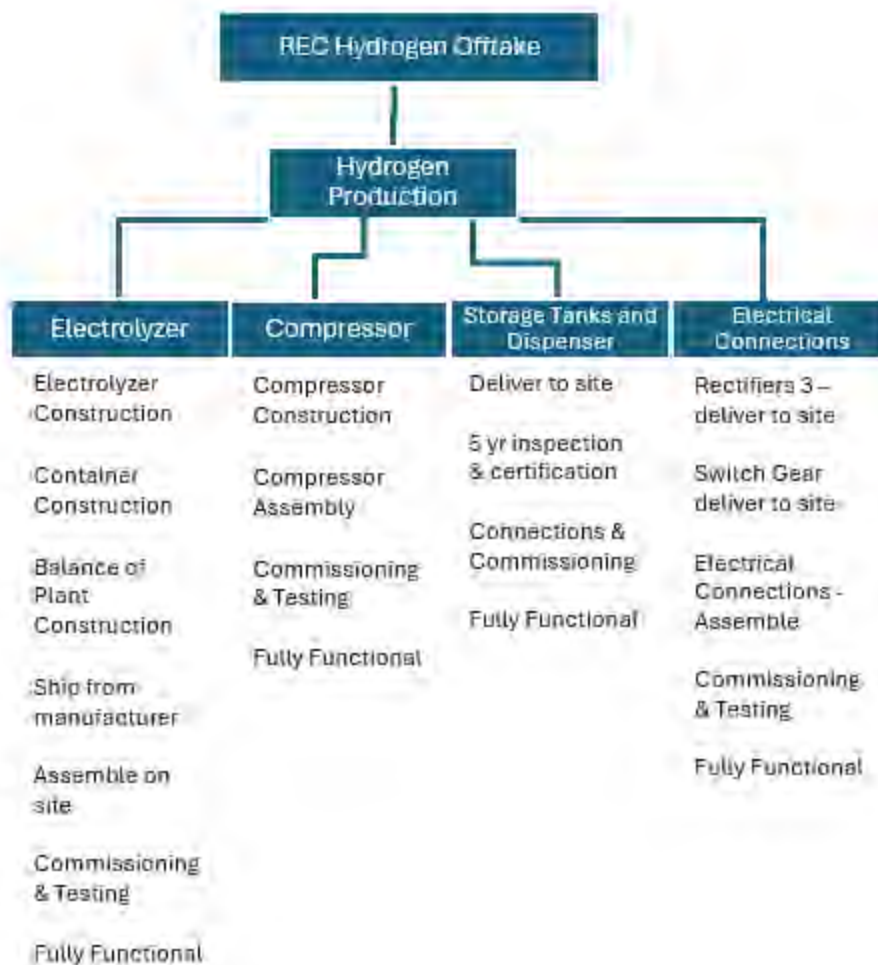 REC Hydrogen Offtake
Hydrogen
Production
Electrolyzer
Electrolyzer
Construction
Container
Construction
Balance of
Plant
Construction
Ship from
manufacturer
Assemble on
site
Commissioning
& Testing
Fully Functional
Compressor
Compressor
Construction
Compressor
Assembly
Commissioning
& Testing
Fully Functional
Storage Tanks and
Dispenser
Deliver to site
5 yr inspection
& certification
Connections &
Commissioning
Fully Functional
Electrical
Connections
Rectifiers 3 –
deliver to site
Switch Gear
deliver to site
Electrical
Connections -
Assemble
Commissioning
& Testing
Fully Functional